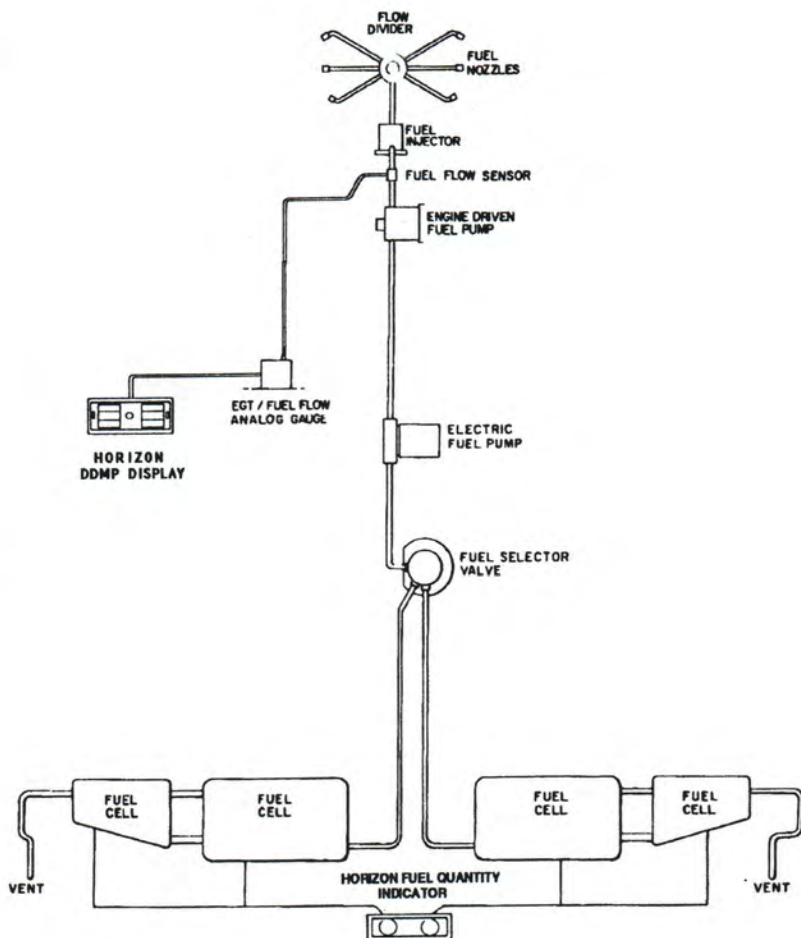 FLOW
DIVIDER
FUEL
NOZZLES
FUEL
INJECTOR
FUEL FLOW SENSOR
ENGINE DRIVEN
FUEL PUMP
EGT / FUEL FLOW
ANALOG GAUGE
HORIZON
DDMP DISPLAY
ELECTRIC
FUEL PUMP
FUEL SELECTOR
VALVE
FUEL
CELL
FUEL
CELL
FUEL
CELL
FUEL
CELL
VENT
HORIZON FUEL QUANTITY
INDICATOR
VENT